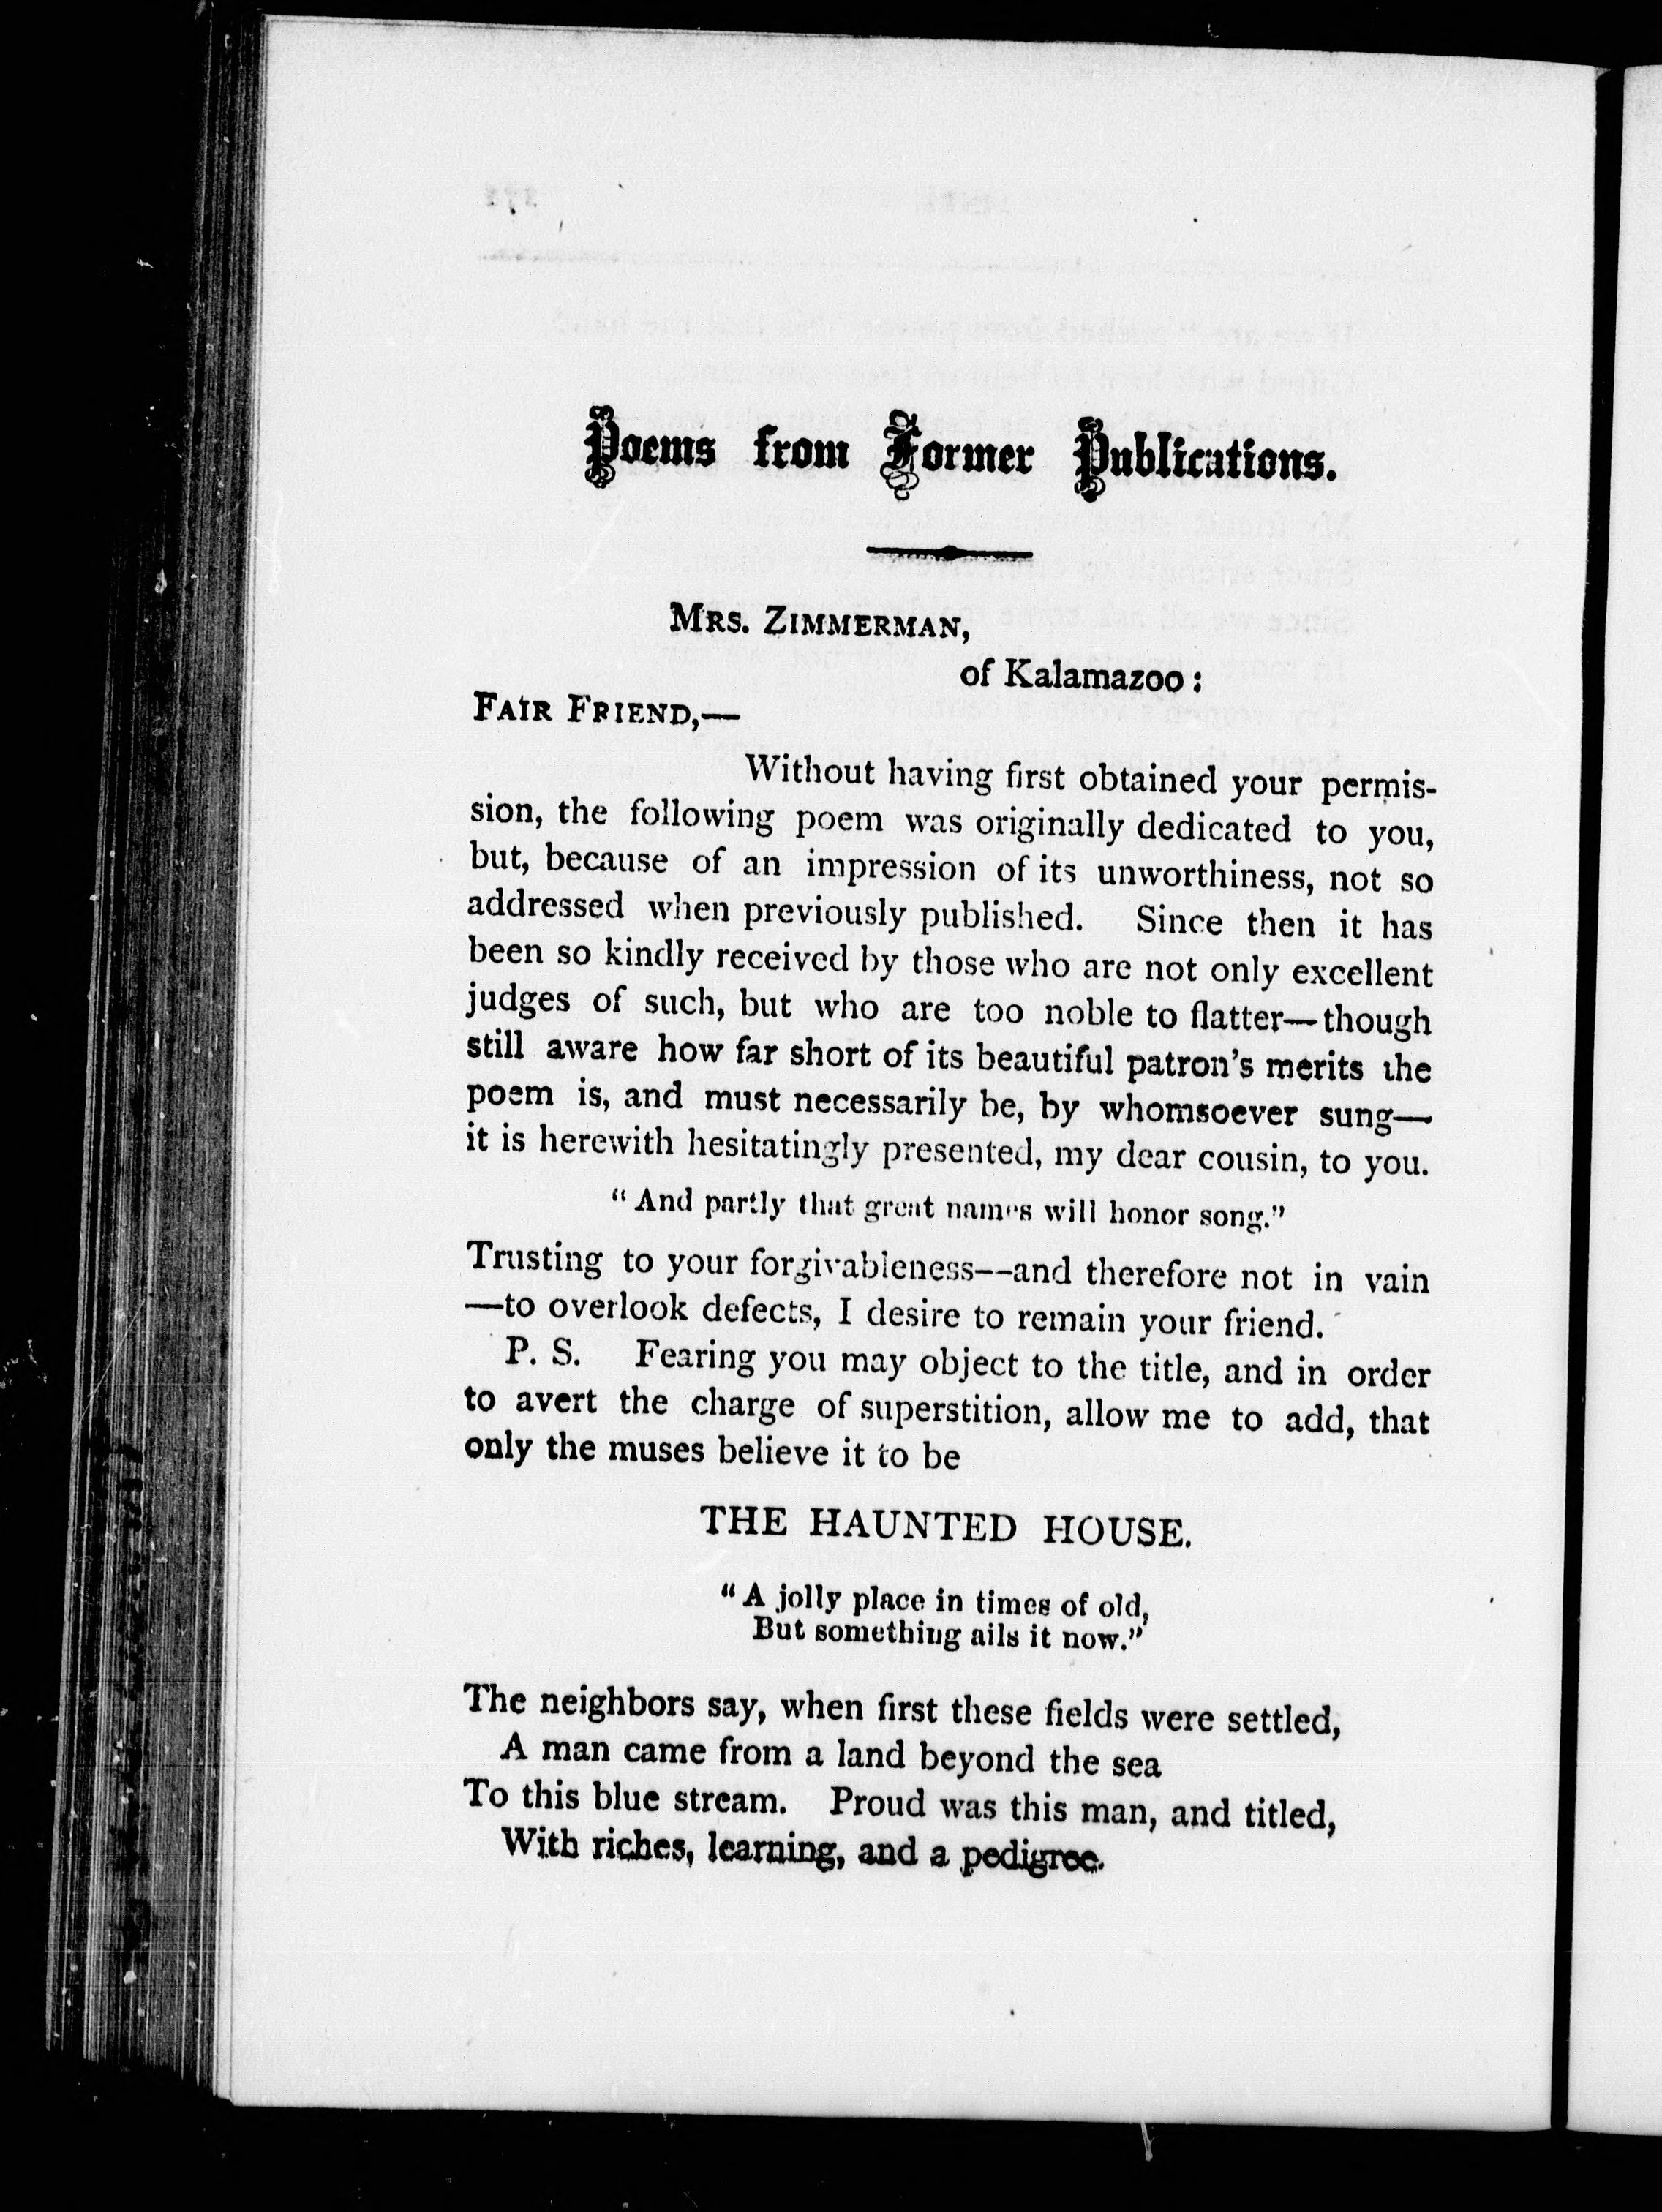 Poems from Former Publications.
MRS. ZIMMERMAN,
of Kalamazoo:
FAIR FRIEND,—
Without having first obtained your permis-
sion, the following poem was originally dedicated to you,
but, because of an impression of its unworthiness, not so
addressed when previously published. Since then it has
been so kindly received by those who are not only excellent
judges of such, but who are too noble to flatter—though
still aware how far short of its beautiful patron's merits the
poem is, and must necessarily be, by whomsoever sung—
it is herewith hesitatingly presented, my dear cousin, to you.
"And partly that great names will honor song."
Trusting to your forgivableness—and therefore not in vain
—to overlook defects, I desire to remain your friend.
P. S. Fearing you may object to the title, and in order
to avert the charge of superstition, allow me to add, that
only the muses believe it to be
THE HAUNTED HOUSE.
"A jolly place in times of old,
But something ails it now."
The neighbors say, when first these fields were settled,
A man came from a land beyond the sea
To this blue stream. Proud was this man, and titled,
With riches, learning, and a pedigree.